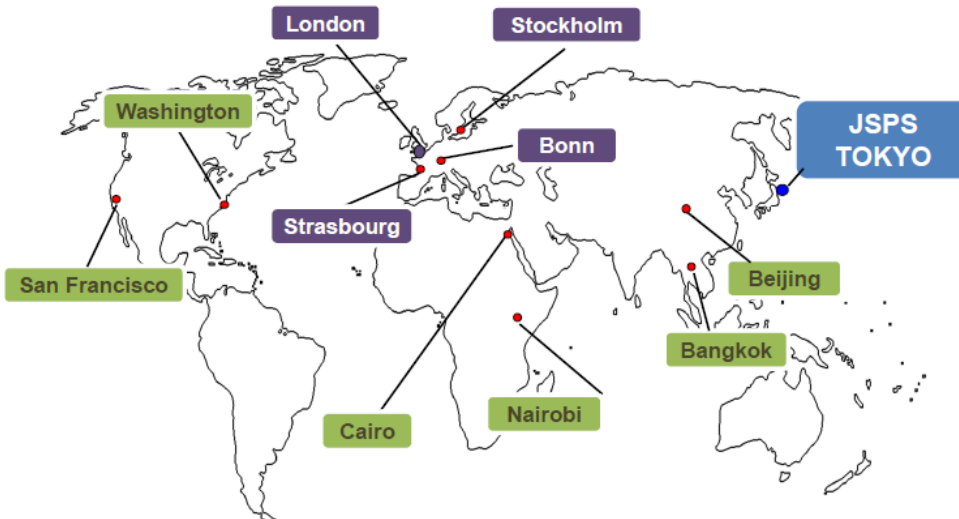 London
Stockholm
Washington
JSPS
TOKYO
Bonn
Strasbourg
San Francisco
Beijing
Bangkok
Nairobi
Cairo